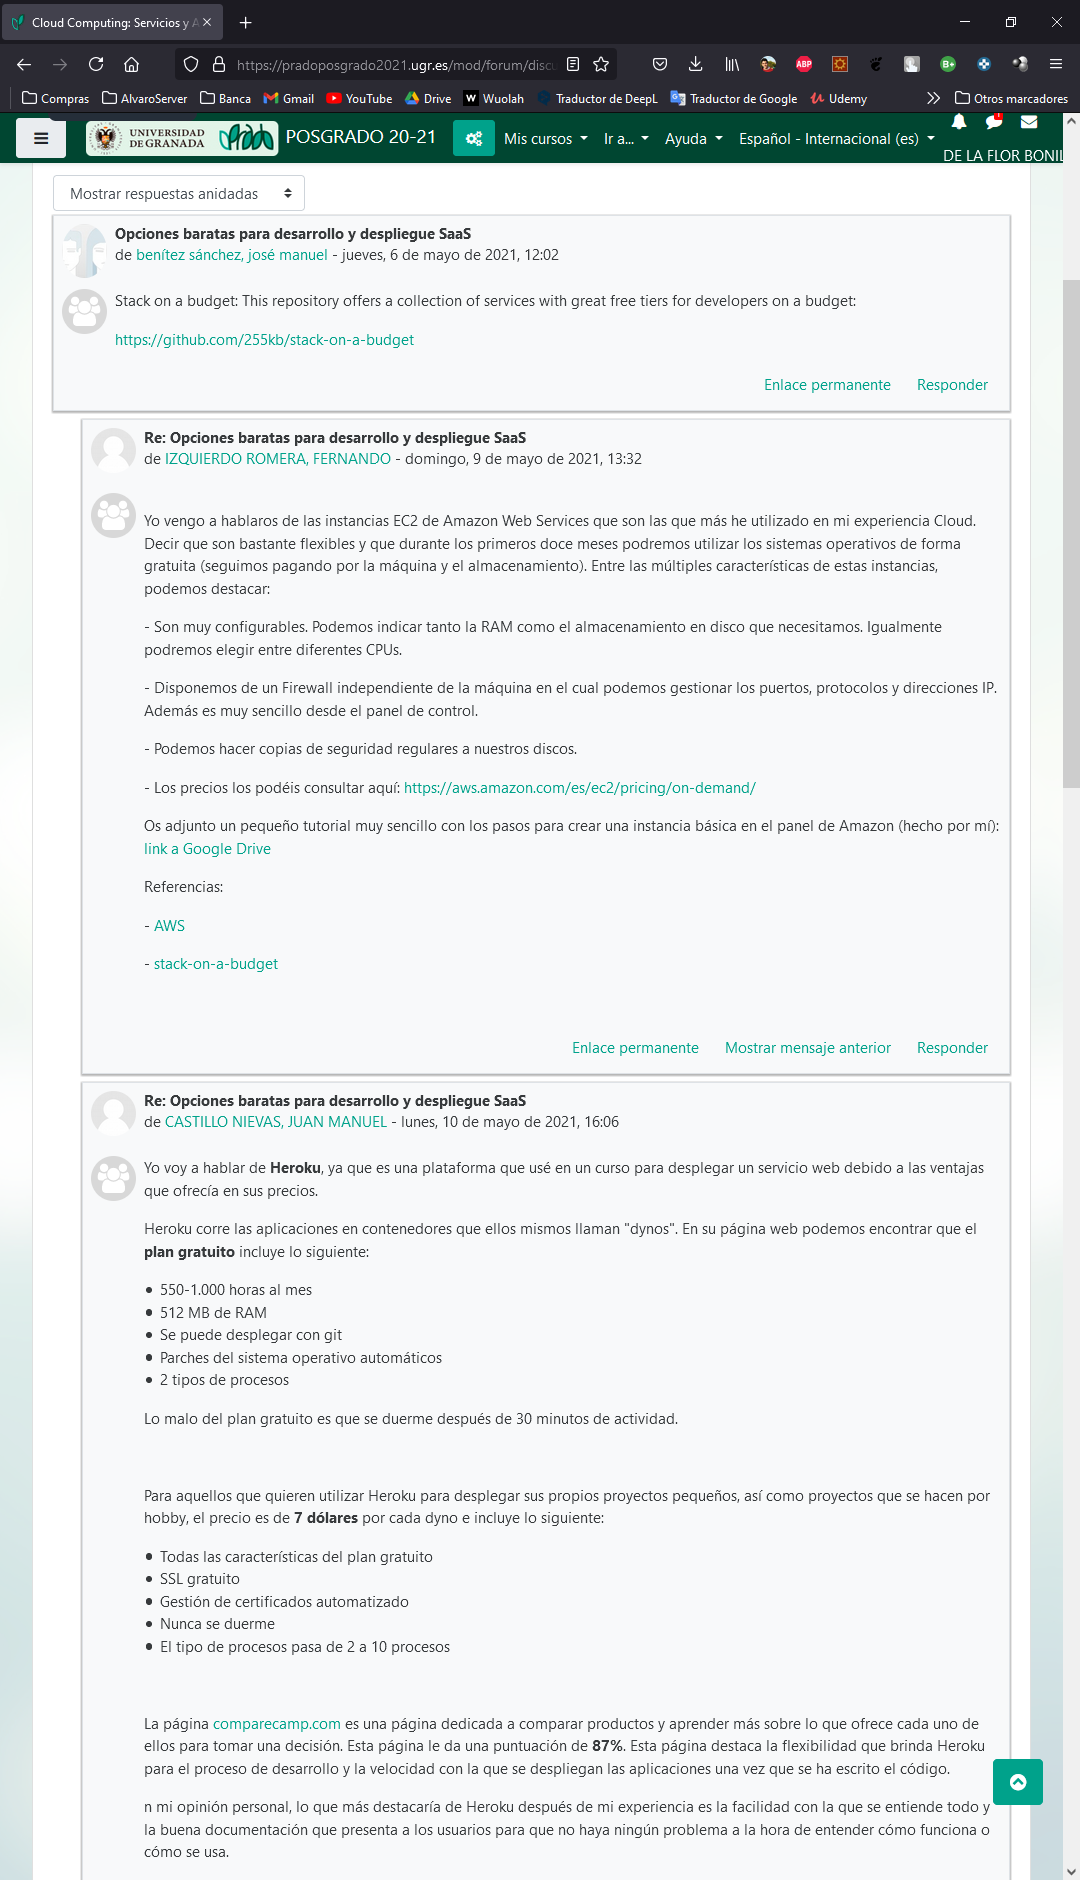 Cloud Computing: Servicios y A
https://pradoposgrado2021.ugr.es/mod/forum/discu
ABP
B+
Compras
AlvaroServer
Banca
Gmail
YouTube
Drive
Wuolah
Traductor de DeepL
Traductor de Google
Udemy
Otros marcadores
UNIVERSIDAD
DE GRANADA
POSGRADO 20-21
Mis cursos
Ir a...
Ayuda
Español - Internacional (es)
DE LA FLOR BONIL
Mostrar respuestas anidadas
Opciones baratas para desarrollo y despliegue SaaS
de benítez sánchez, josé manuel - jueves, 6 de mayo de 2021, 12:02
Stack on a budget: This repository offers a collection of services with great free tiers for developers on a budget:
https://github.com/255kb/stack-on-a-budget
Enlace permanente Responder
Re: Opciones baratas para desarrollo y despliegue SaaS
de IZQUIERDO ROMERA, FERNANDO - domingo, 9 de mayo de 2021, 13:32
Yo vengo a hablaros de las instancias EC2 de Amazon Web Services que son las que más he utilizado en mi experiencia Cloud.
Decir que son bastante flexibles y que durante los primeros doce meses podremos utilizar los sistemas operativos de forma
gratuita (seguimos pagando por la máquina y el almacenamiento). Entre las múltiples características de estas instancias,
podemos destacar:
- Son muy configurables. Podemos indicar tanto la RAM como el almacenamiento en disco que necesitamos. Igualmente
podremos elegir entre diferentes CPUs.
- Disponemos de un Firewall independiente de la máquina en el cual podemos gestionar los puertos, protocolos y direcciones IP.
Además es muy sencillo desde el panel de control.
- Podemos hacer copias de seguridad regulares a nuestros discos.
- Los precios los podéis consultar aquí: https://aws.amazon.com/es/ec2/pricing/on-demand/
Os adjunto un pequeño tutorial muy sencillo con los pasos para crear una instancia básica en el panel de Amazon (hecho por mí):
link a Google Drive
Referencias:
- AWS
- stack-on-a-budget
Enlace permanente Mostrar mensaje anterior Responder
Re: Opciones baratas para desarrollo y despliegue SaaS
de CASTILLO NIEVAS, JUAN MANUEL - lunes, 10 de mayo de 2021, 16:06
Yo voy a hablar de Heroku, ya que es una plataforma que usé en un curso para desplegar un servicio web debido a las ventajas
que ofrecía en sus precios.
Heroku corre las aplicaciones en contenedores que ellos mismos llaman "dynos". En su página web podemos encontrar que el
plan gratuito incluye lo siguiente:
• 550-1.000 horas al mes
• 512 MB de RAM
• Se puede desplegar con git
• Parches del sistema operativo automáticos
• 2 tipos de procesos
Lo malo del plan gratuito es que se duerme después de 30 minutos de actividad.
Para aquellos que quieren utilizar Heroku para desplegar sus propios proyectos pequeños, así como proyectos que se hacen por
hobby, el precio es de 7 dólares por cada dyno e incluye lo siguiente:
• Todas las características del plan gratuito
• SSL gratuito
• Gestión de certificados automatizado
• Nunca se duerme
• El tipo de procesos pasa de 2 a 10 procesos
La página comparecamp.com es una página dedicada a comparar productos y aprender más sobre lo que ofrece cada uno de
ellos para tomar una decisión. Esta página le da una puntuación de 87%. Esta página destaca la flexibilidad que brinda Heroku
para el proceso de desarrollo y la velocidad con la que se despliegan las aplicaciones una vez que se ha escrito el código.
n mi opinión personal, lo que más destacaría de Heroku después de mi experiencia es la facilidad con la que se entiende todo y
la buena documentación que presenta a los usuarios para que no haya ningún problema a la hora de entender cómo funciona o
cómo se usa.